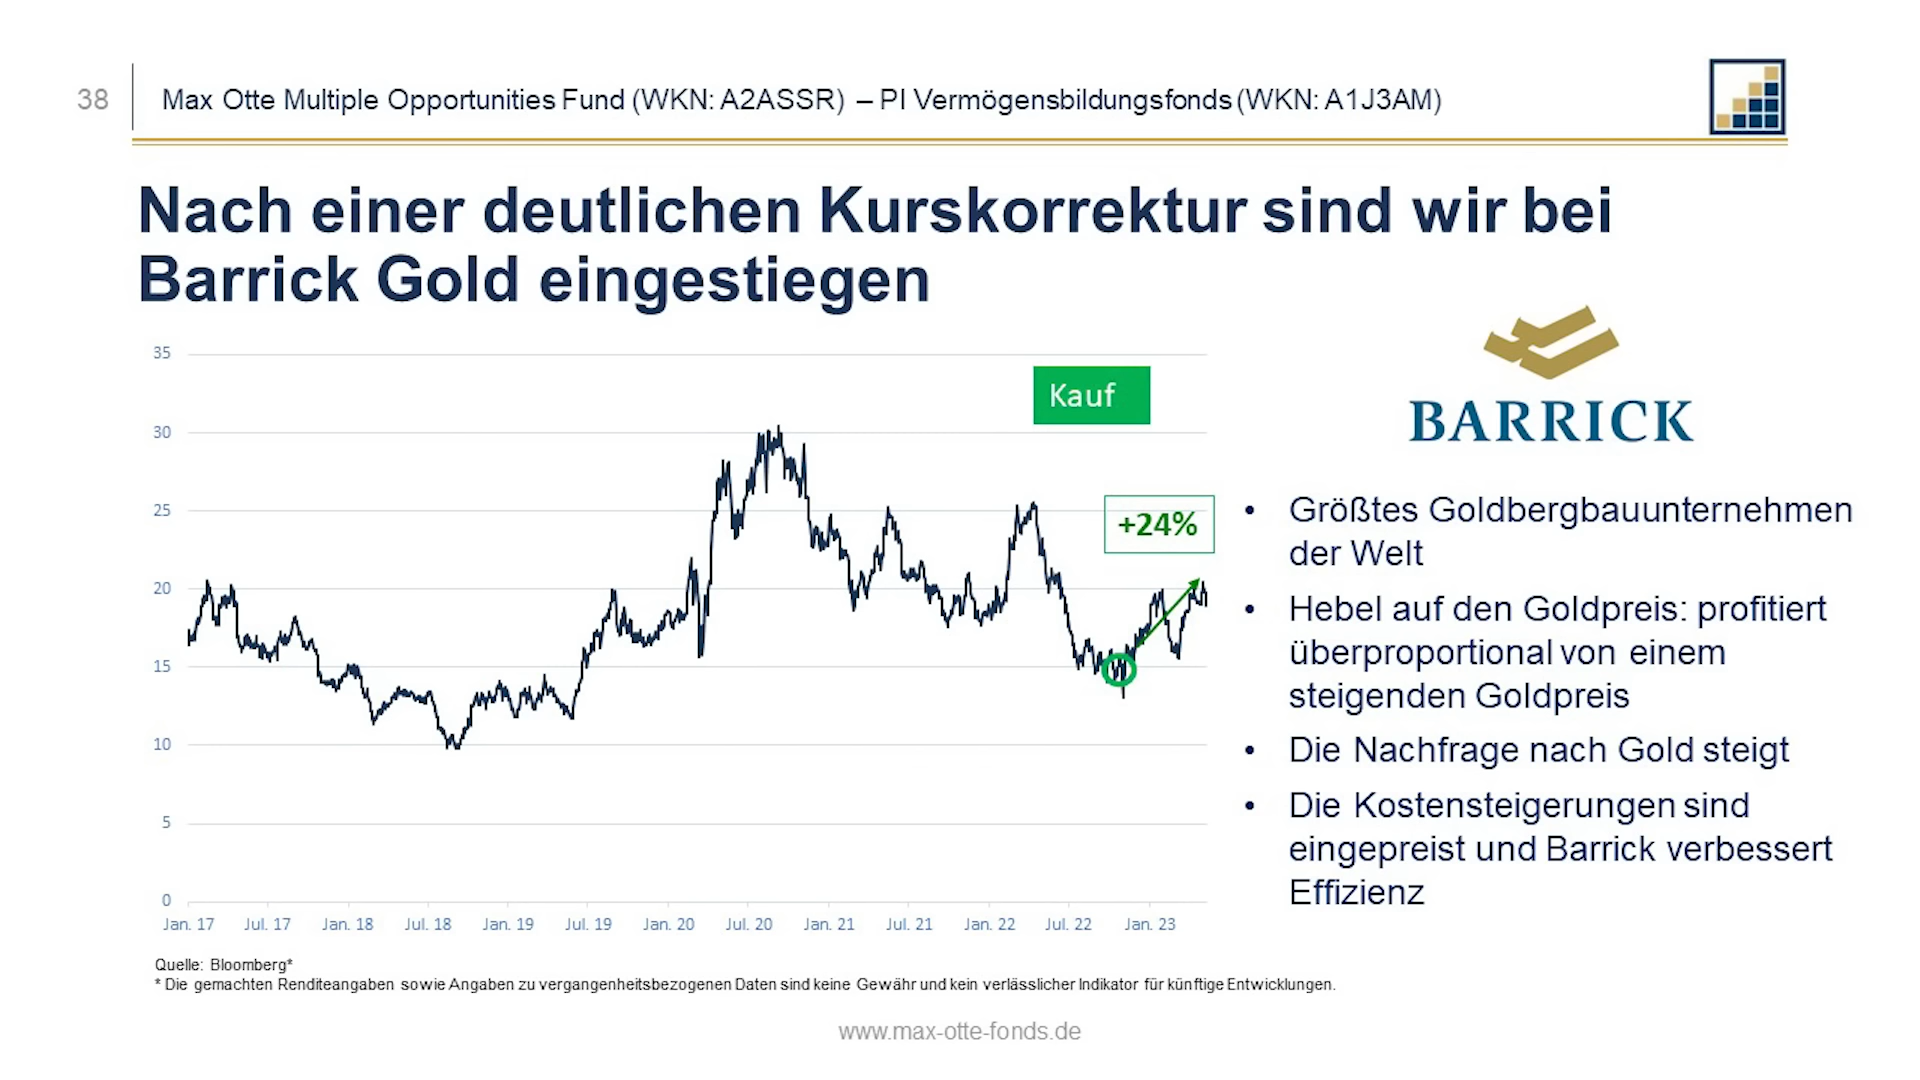 38
Max Otte Multiple Opportunities Fund (WKN: A2ASSR) – PI Vermögensbildungsfonds (WKN: A1J3AM)
Nach einer deutlichen Kurskorrektur sind wir bei
Barrick Gold eingestiegen
35
30
25
20
15
10
5
0
Kauf
+24%
Jan. 17 Jul. 17 Jan. 18 Jul. 18 Jan. 19 Jul. 19 Jan. 20 Jul. 20 Jan. 21 Jul. 21 Jan. 22 Jul. 22 Jan. 23
BARRICK
• Größtes Goldbergbauunternehmen
der Welt
• Hebel auf den Goldpreis: profitiert
überproportional von einem
steigenden Goldpreis
• Die Nachfrage nach Gold steigt
• Die Kostensteigerungen sind
eingepreist und Barrick verbessert
Effizienz
Quelle: Bloomberg*
* Die gemachten Renditeangaben sowie Angaben zu vergangenheitsbezogenen Daten sind keine Gewähr und kein verlässlicher Indikator für künftige Entwicklungen.
www.max-otte-fonds.de